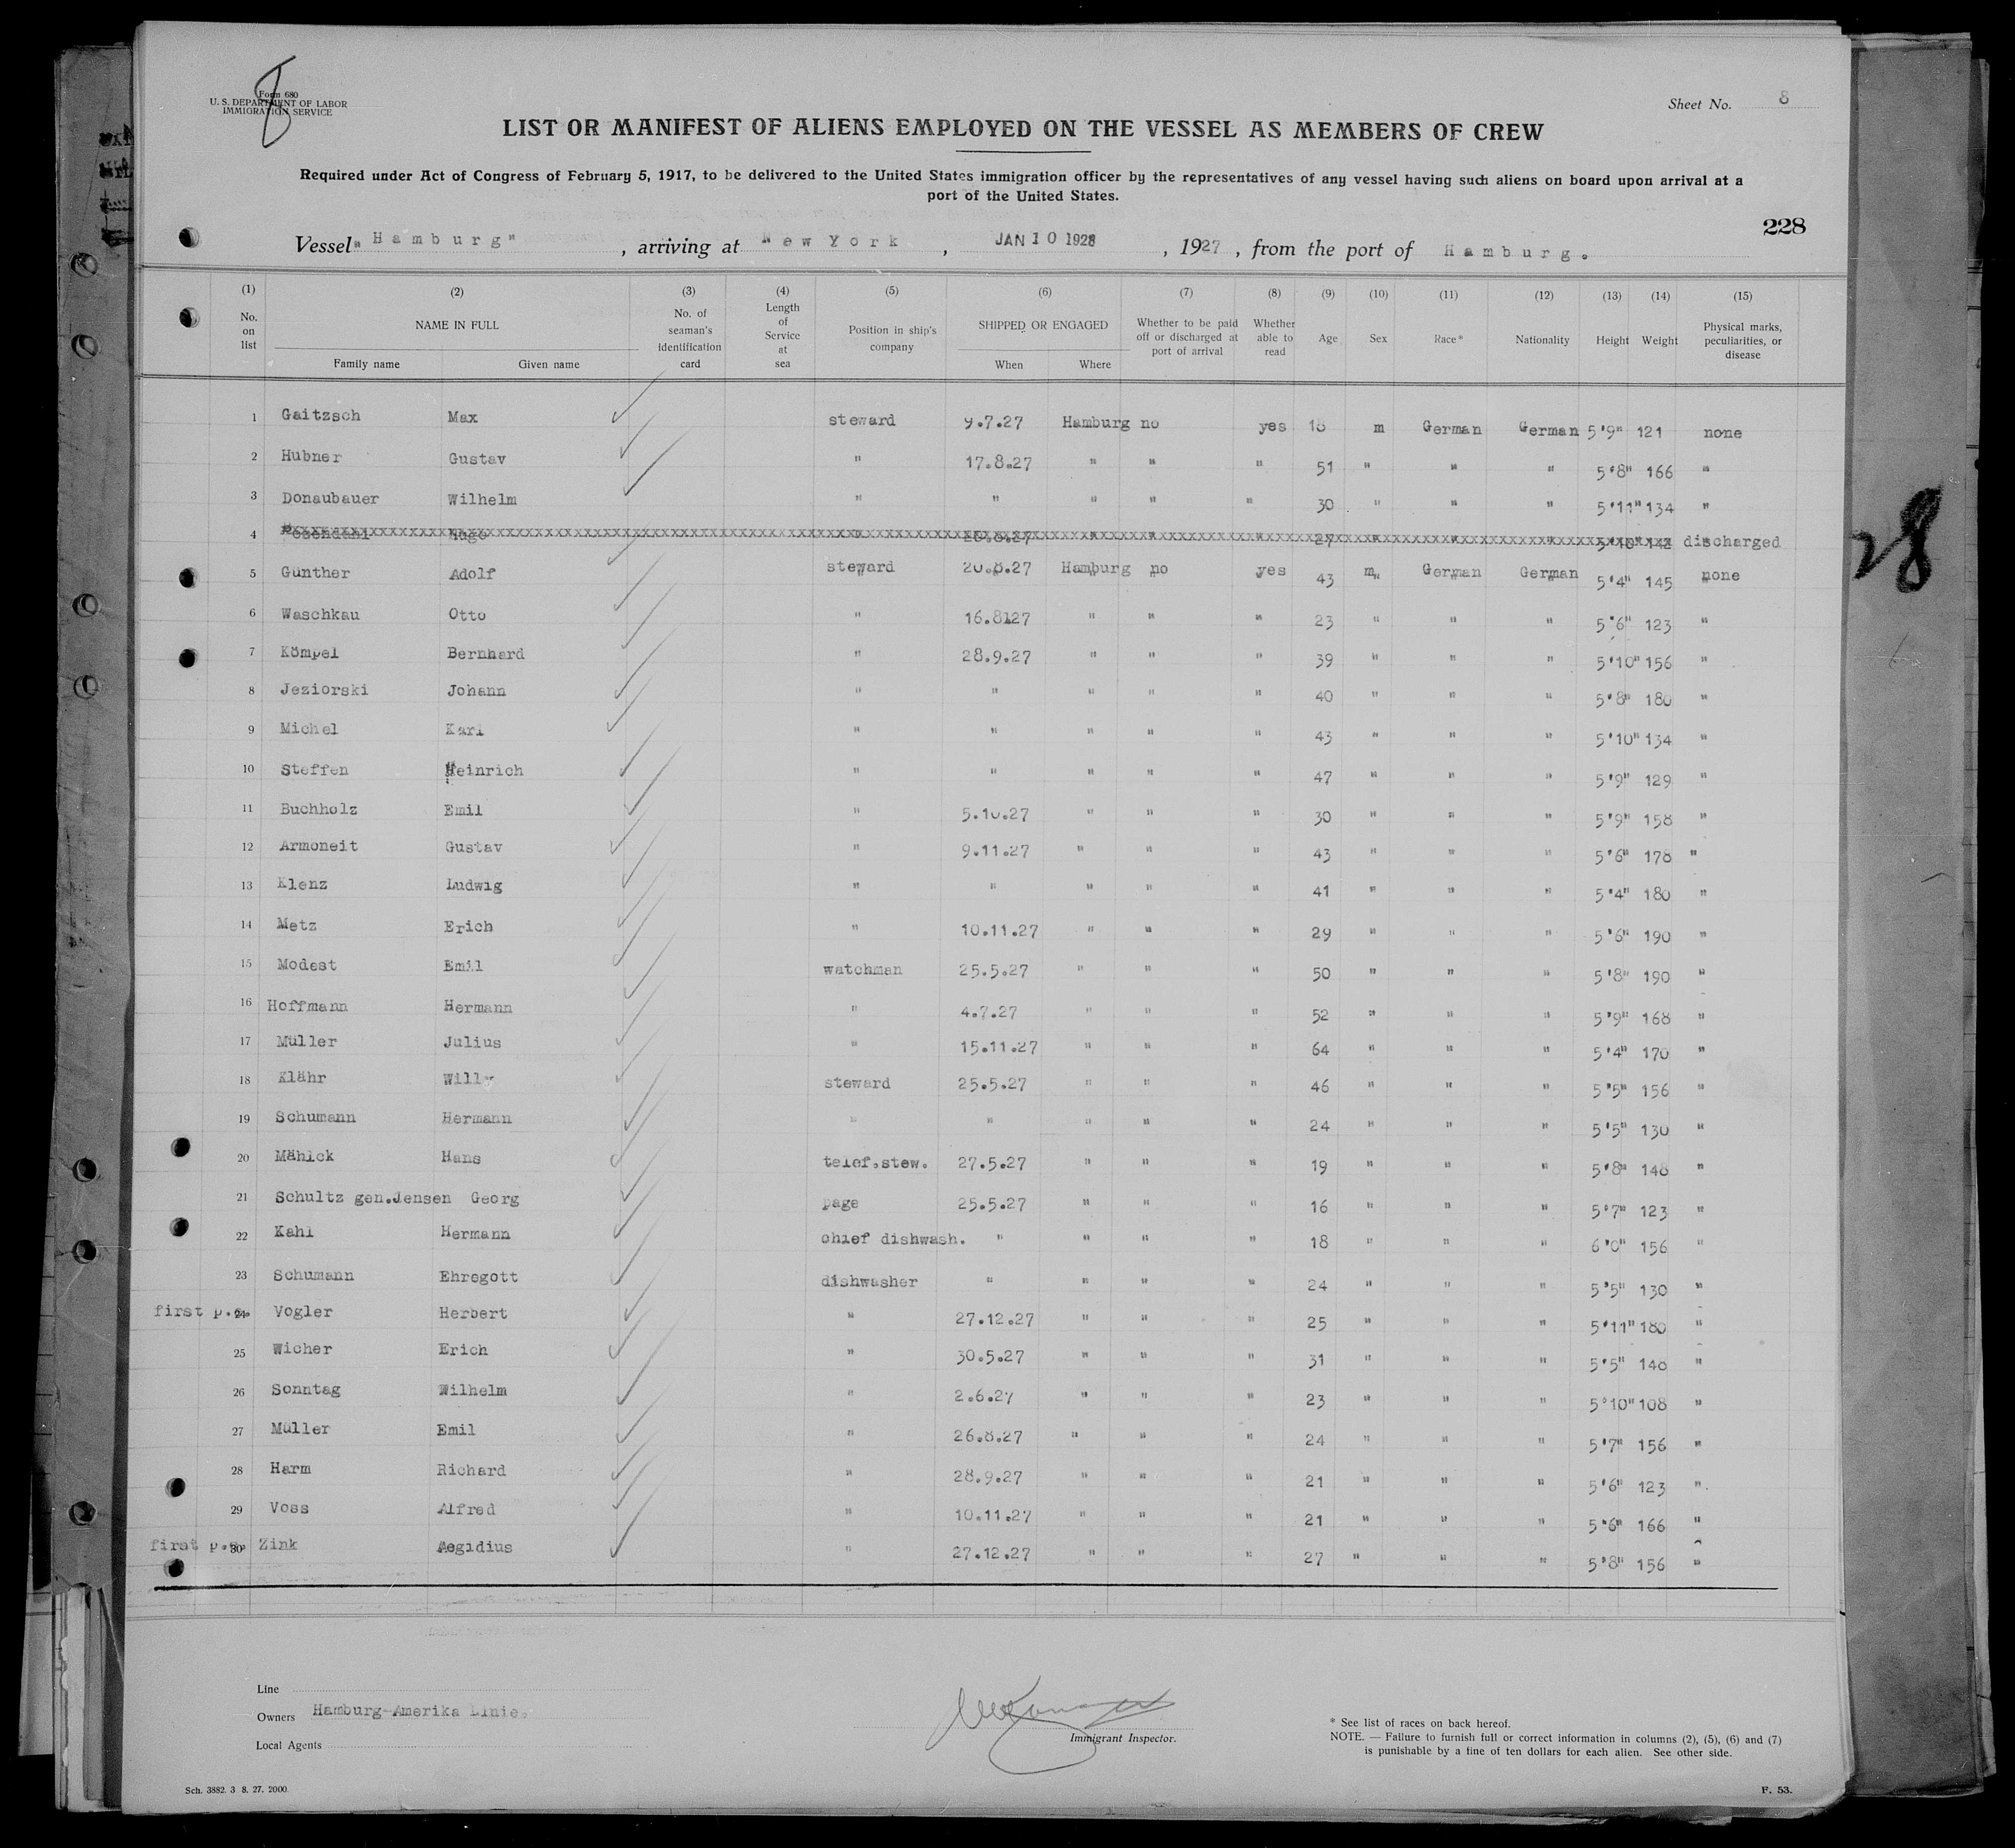 8
Form 680
U. S. DEPARTMENT OF LABOR
IMMIGRATION SERVICE
Sheet No. 8
LIST OR MANIFEST OF ALIENS EMPLOYED ON THE VESSEL AS MEMBERS OF CREW
Required under Act of Congress of February 5, 1917, to be delivered to the United States immigration officer by the representatives of any vessel having such aliens on board upon arrival at a
port of the United States.
228
Vessel "Hamburg", arriving at New York, JAN 10 1928, 1927, from the port of Hamburg.
(1) (2) (3) (4) (5) (6) (7) (8) (9) (10) (11) (12) (13) (14) (15)
No. on list NAME IN FULL Family name Given name No. of seaman's identification card Length of Service at sea Position in ship's company SHIPPED OR ENGAGED When Where Whether to be paid off or discharged at port of arrival Whether able to read Age Sex Race* Nationality Height Weight Physical marks, peculiarities, or disease
1 Gaitzsch Max steward 9.7.27 Hamburg no yes m German German 5'9" 121 none
2 Hubner Gustav " 17.8.27 " " " 51 " " " 5'8" 166 "
3 Donaubauer Wilhelm " " " " " 30 " " " 5'11" 134 "
4 Hugo " " " " 27 " " " 5'10" 142 discharged
5 Gunther Adolf steward 20.8.27 Hamburg no yes 43 m German German 5'4" 145 none
6 Waschkau Otto " 16.8127 " " " 23 " " " 5'6" 123 "
7 Kömpel Bernhard " 28.9.27 " " " 39 " " " 5'10" 156 "
8 Jeziorski Johann " " " " " 40 " " " 5'8" 180 "
9 Michel Karl " " " " " 43 " " " 5'10" 134 "
10 Steffen Heinrich " " " " " 47 " " " 5'9" 129 "
11 Buchholz Emil " 5.10.27 " " " 30 " " " 5'9" 158 "
12 Armoneit Gustav " 9.11.27 " " " 43 " " " 5'6" 178 "
13 Klenz Ludwig " " " " " 41 " " " 5'4" 180 "
14 Metz Erich " 10.11.27 " " " 29 " " " 5'6" 190 "
15 Modest Emil watchman 25.5.27 " " " 50 " " " 5'8" 190 "
16 Hoffmann Hermann " 4.7.27 " " " 52 " " " 5'9" 168 "
17 Müller Julius " 15.11.27 " " " 64 " " " 5'4" 170 "
18 Klähr Willy steward 25.5.27 " " " 46 " " " 5'5" 156 "
19 Schumann Hermann " " " " " 24 " " " 5'5" 130 "
20 Mählck Hans telef.stew. 27.5.27 " " " 19 " " " 5'8" 148 "
21 Schultz gen.Jensen Georg page 25.5.27 " " " 16 " " " 5'7" 123 "
22 Kahl Hermann chief dishwash. " " " " 18 " " " 6'0" 156 "
23 Schumann Ehregott dishwasher " " " " 24 " " " 5'5" 130 "
first 24 Vogler Herbert " 27.12.27 " " " 25 " " " 5'11" 180 "
25 Wicher Erich " 30.5.27 " " " 31 " " " 5'5" 140 "
26 Sonntag Wilhelm " 2.6.27 " " " 23 " " " 5'10" 108 "
27 Müller Emil " 26.8.27 " " " 24 " " " 5'7" 156 "
28 Harm Richard " 28.9.27 " " " 21 " " " 5'6" 123 "
29 Voss Alfred " 10.11.27 " " " 21 " " " 5'6" 166 "
first 30 Zink Aegidius " 27.12.27 " " " 27 " " " 5'8" 156 "
28
Line
Owners Hamburg-Amerika Linie.
Local Agents
Immigrant Inspector.
* See list of races on back hereof.
NOTE. — Failure to furnish full or correct information in columns (2), (5), (6) and (7)
is punishable by a fine of ten dollars for each alien. See other side.
Sch. 3882. 3 8. 27. 2000
F. 53.